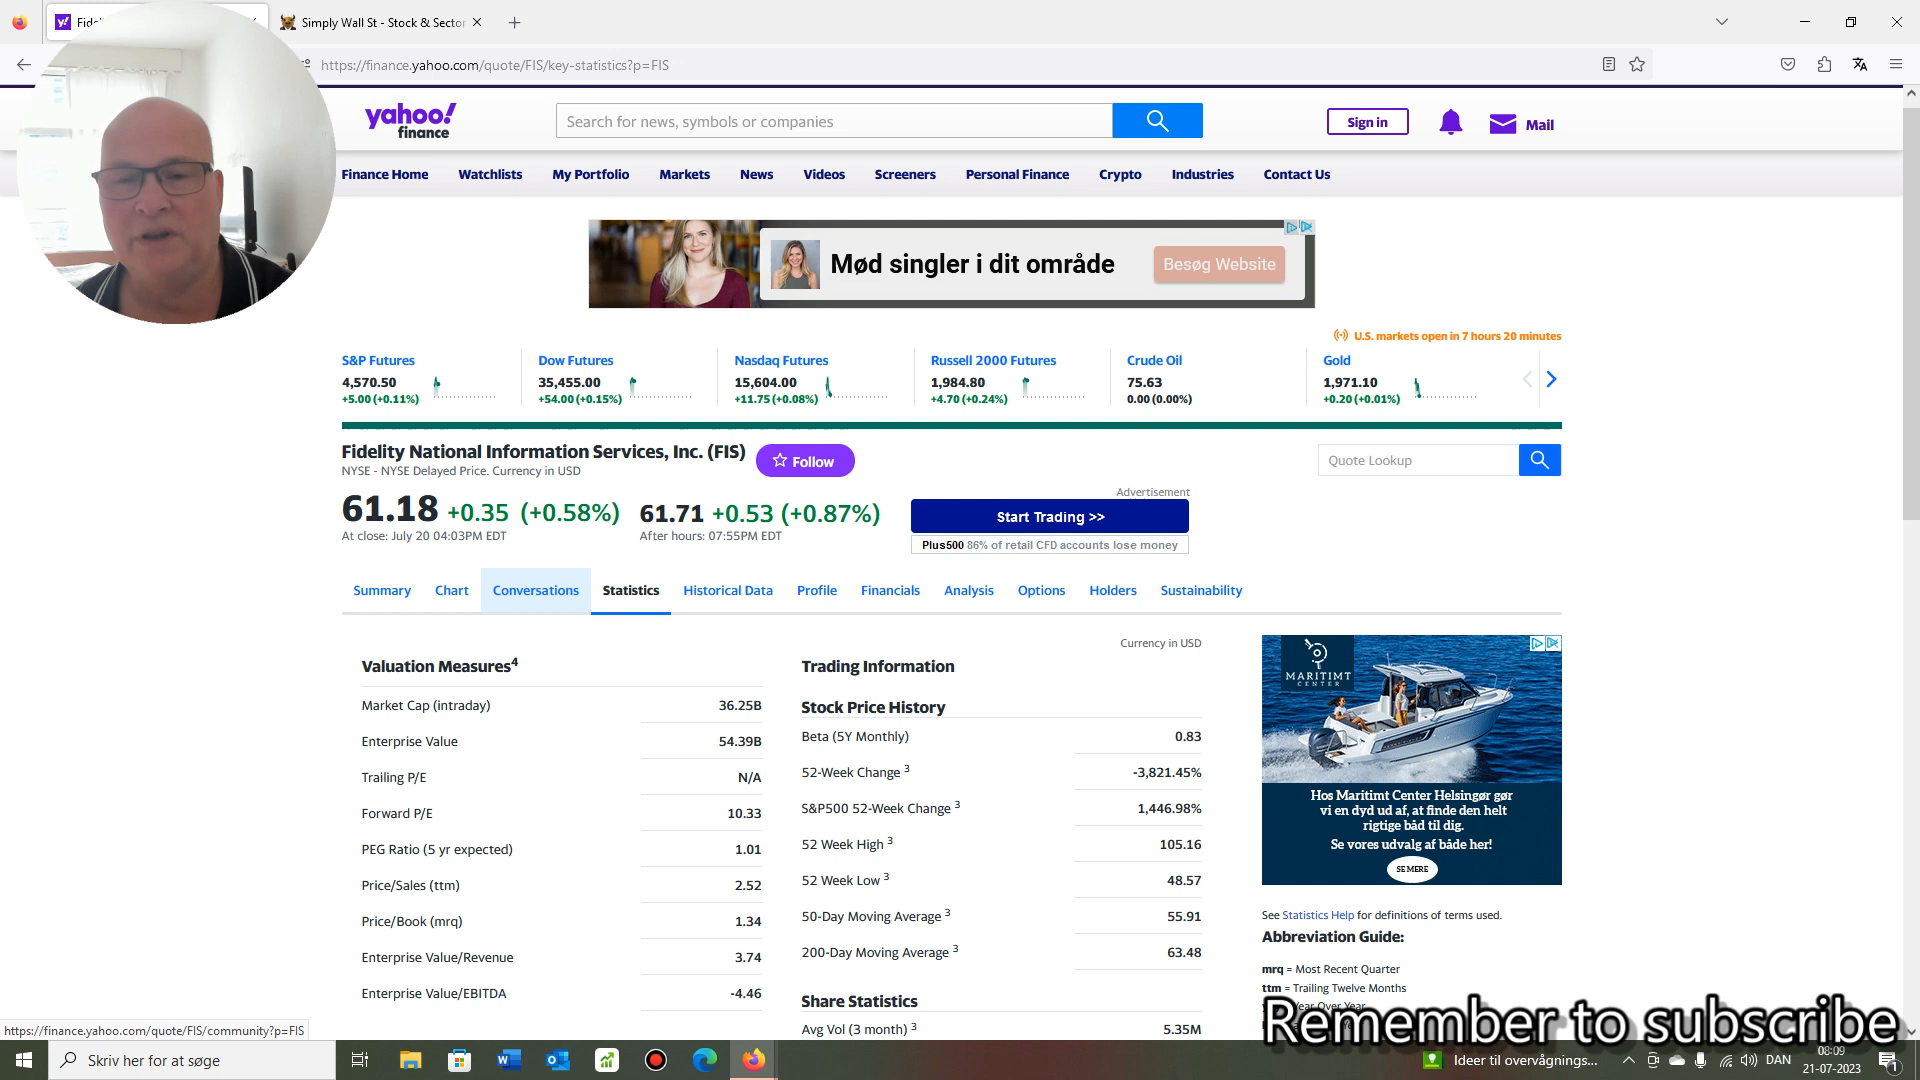 Fideli
Simply Wall St - Stock & Sector
https://finance.yahoo.com/quote/FIS/key-statistics?p=FIS
yahoo!
finance
Search for news, symbols or companies
Sign in
Mail
Finance Home
Watchlists
My Portfolio
Markets
News
Videos
Screeners
Personal Finance
Crypto
Industries
Contact Us
Mød singler i dit område
Besøg Website
U.S. markets open in 7 hours 20 minutes
S&P Futures
4,570.50
+5.00 (+0.11%)
Dow Futures
35,455.00
+54.00 (+0.15%)
Nasdaq Futures
15,604.00
+11.75 (+0.08%)
Russell 2000 Futures
1,984.80
+4.70 (+0.24%)
Crude Oil
75.63
0.00 (0.00%)
Gold
1,971.10
+0.20 (+0.01%)
Fidelity National Information Services, Inc. (FIS)
Follow
NYSE - NYSE Delayed Price. Currency in USD
Quote Lookup
61.18 +0.35 (+0.58%)
At close: July 20 04:03PM EDT
61.71 +0.53 (+0.87%)
After hours: 07:55PM EDT
Advertisement
Start Trading >>
Plus500 86% of retail CFD accounts lose money
Summary
Chart
Conversations
Statistics
Historical Data
Profile
Financials
Analysis
Options
Holders
Sustainability
Currency in USD
Valuation Measures4
Market Cap (intraday) 36.25B
Enterprise Value 54.39B
Trailing P/E N/A
Forward P/E 10.33
PEG Ratio (5 yr expected) 1.01
Price/Sales (ttm) 2.52
Price/Book (mrq) 1.34
Enterprise Value/Revenue 3.74
Enterprise Value/EBITDA -4.46
Trading Information
Stock Price History
Beta (5Y Monthly) 0.83
52-Week Change 3 -3,821.45%
S&P500 52-Week Change 3 1,446.98%
52 Week High 3 105.16
52 Week Low 3 48.57
50-Day Moving Average 3 55.91
200-Day Moving Average 3 63.48
Share Statistics
Avg Vol (3 month) 3 5.35M
MARITIMT
CENTER
Hos Maritimt Center Helsingør gør
vi en dyd ud af, at finde den helt
rigtige båd til dig.
Se vores udvalg af både her!
SE MERE
See Statistics Help for definitions of terms used.
Abbreviation Guide:
mrq = Most Recent Quarter
ttm = Trailing Twelve Months
Year Over Year
Remember to subscribe
https://finance.yahoo.com/quote/FIS/community?p=FIS
Skriv her for at søge
Ideer til overvågnings...
DAN
08:09
21-07-2023
1